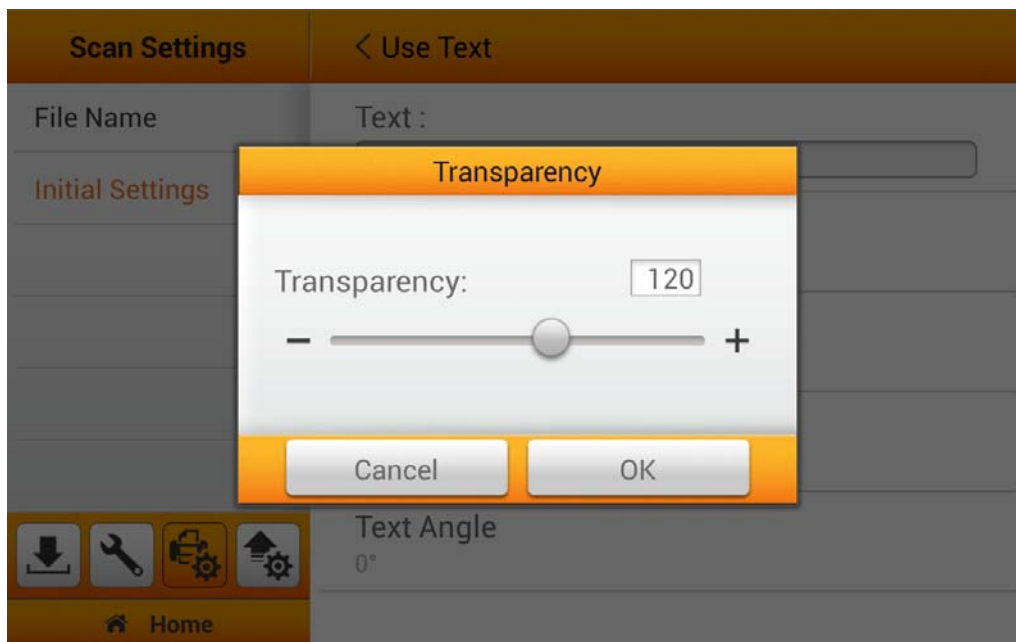 Scan Settings
< Use Text
File Name
Text :
Initial Settings
Transparency
Transparency:
120
− +
Cancel
OK
Text Angle
0°
Home